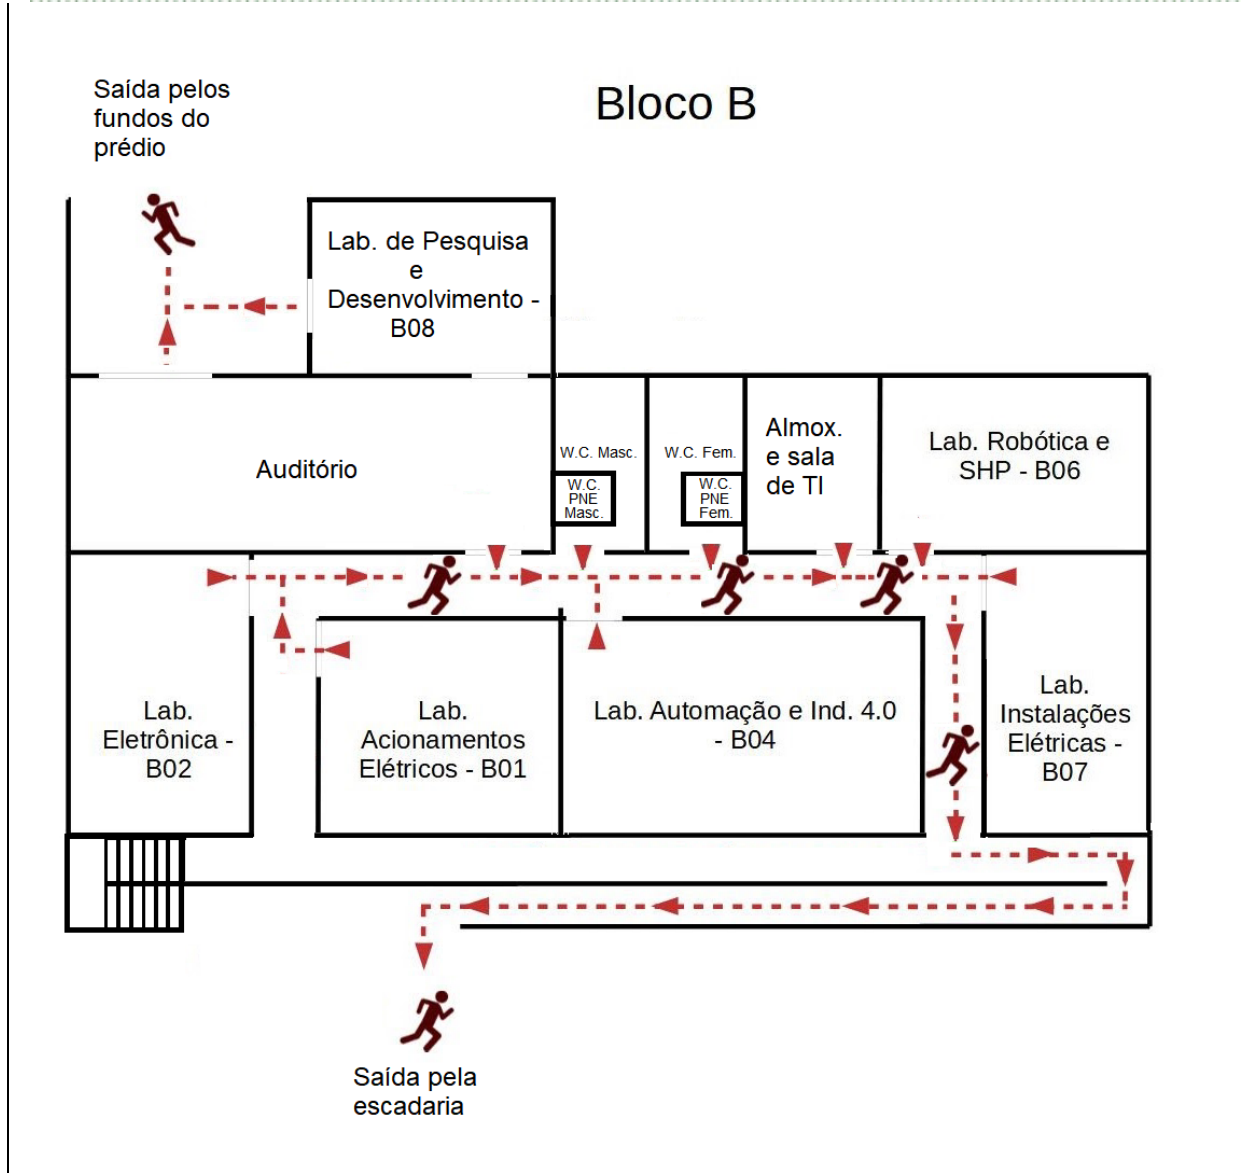 Saída pelos
fundos do
prédio
Bloco B
Lab. de Pesquisa
e
Desenvolvimento -
B08
Auditório
W.C. Masc.
W.C.
PNE
Masc.
W.C. Fem.
W.C.
PNE
Fem.
Almox.
e sala
de TI
Lab. Robótica e
SHP - B06
Lab.
Eletrônica -
B02
Lab.
Acionamentos
Elétricos - B01
Lab. Automação e Ind. 4.0
- B04
Lab.
Instalações
Elétricas -
B07
Saída pela
escadaria